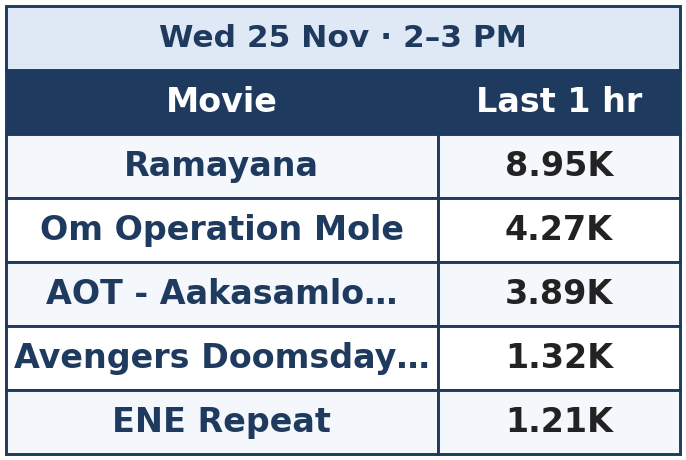 Wed 25 Nov · 2–3 PM
Movie Last 1 hr
Ramayana 8.95K
Om Operation Mole 4.27K
AOT - Aakasamlo... 3.89K
Avengers Doomsday... 1.32K
ENE Repeat 1.21K